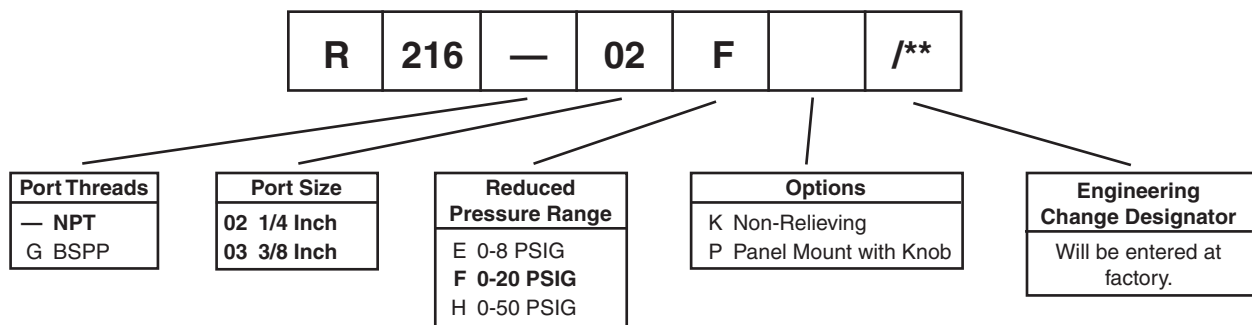 R 216 — 02 F /**
Port Threads
— NPT
G BSPP
Port Size
02 1/4 Inch
03 3/8 Inch
Reduced
Pressure Range
E 0-8 PSIG
F 0-20 PSIG
H 0-50 PSIG
Options
K Non-Relieving
P Panel Mount with Knob
Engineering
Change Designator
Will be entered at
factory.